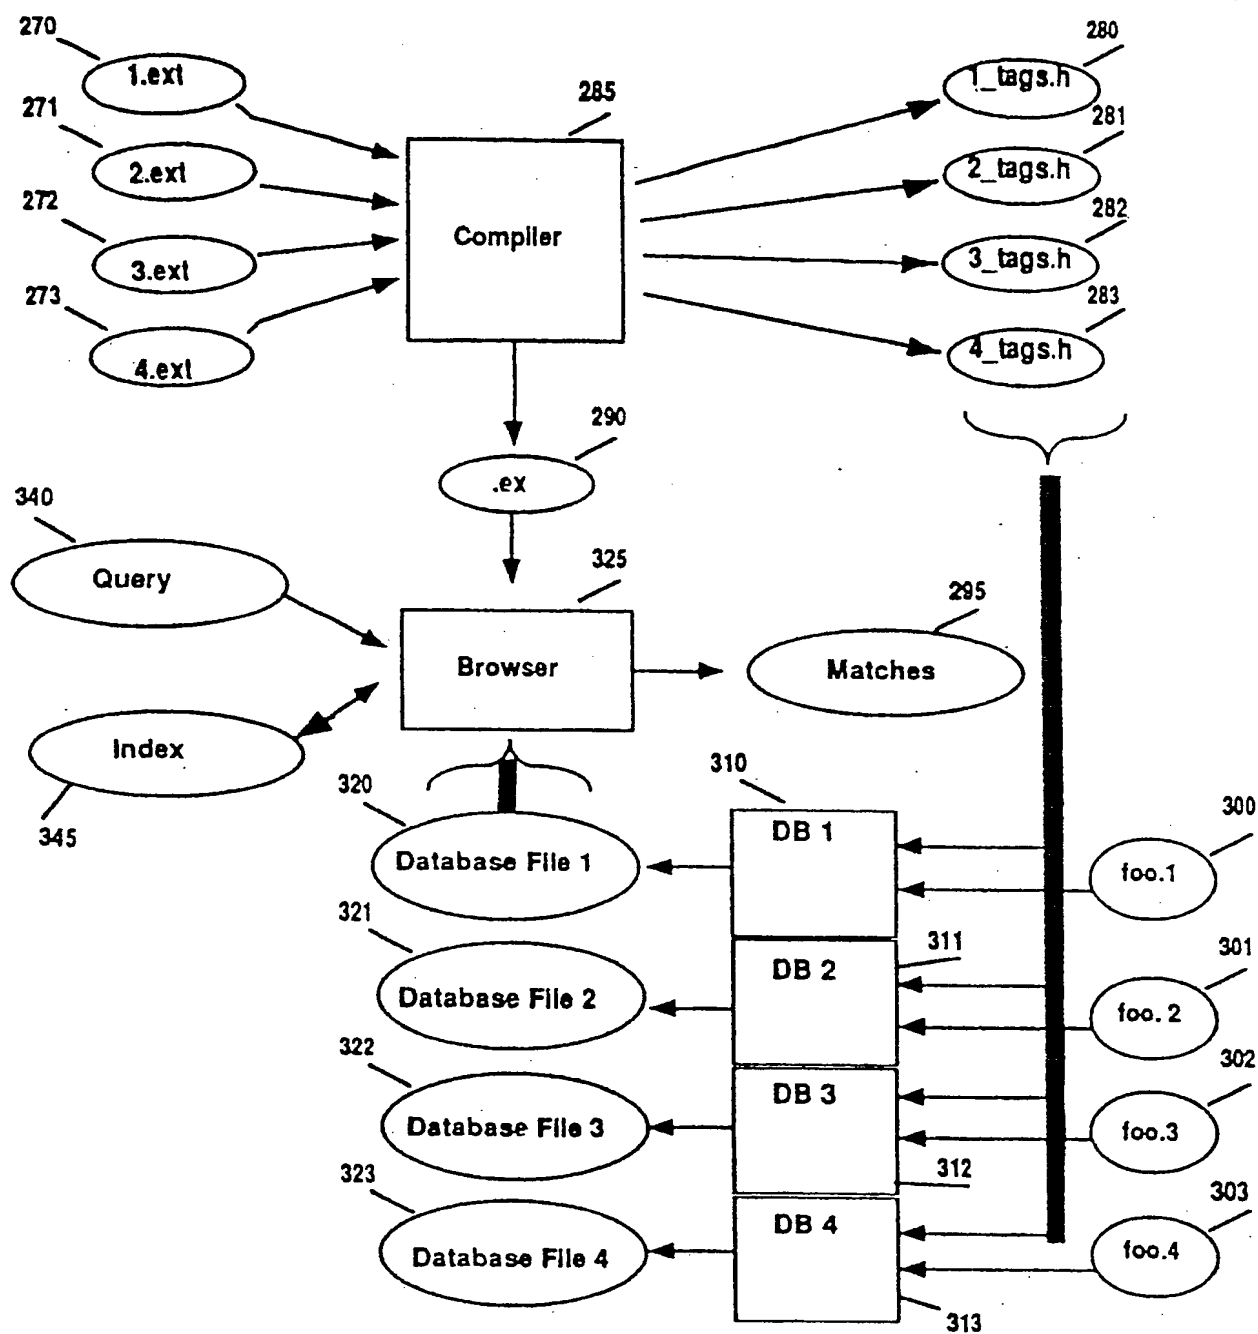 270
1.ext
271
2.ext
272
3.ext
273
4.ext
285
Compiler
280
1_tags.h
281
2_tags.h
282
3_tags.h
283
4_tags.h
290
.ex
340
Query
325
Browser
295
Matches
Index
345
320
Database File 1
310
DB 1
300
foo.1
321
Database File 2
311
DB 2
301
foo. 2
322
Database File 3
DB 3
312
302
foo.3
323
Database File 4
DB 4
313
303
foo.4